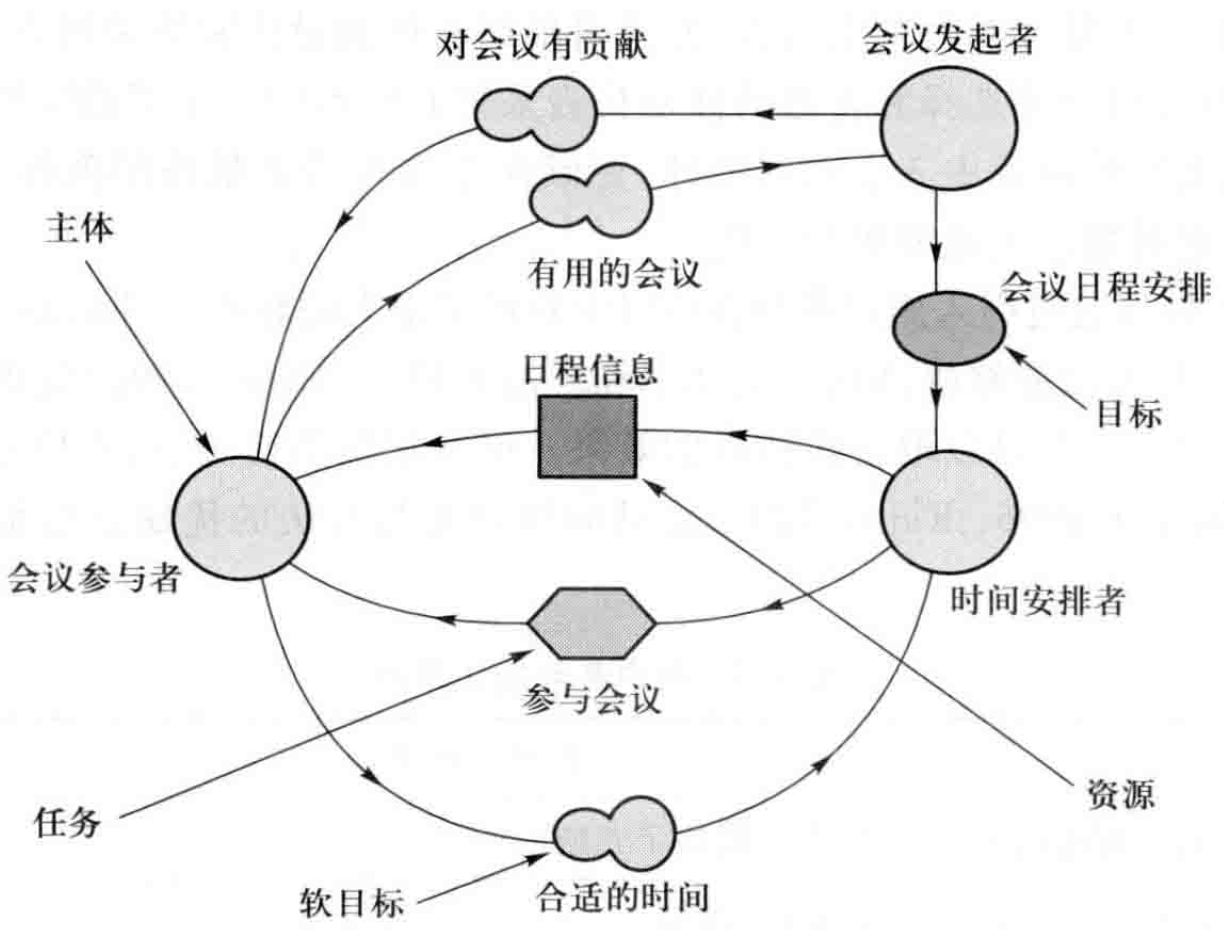 对会议有贡献
会议发起者
主体
有用的会议
会议日程安排
日程信息
目标
会议参与者
时间安排者
参与会议
任务
资源
软目标
合适的时间